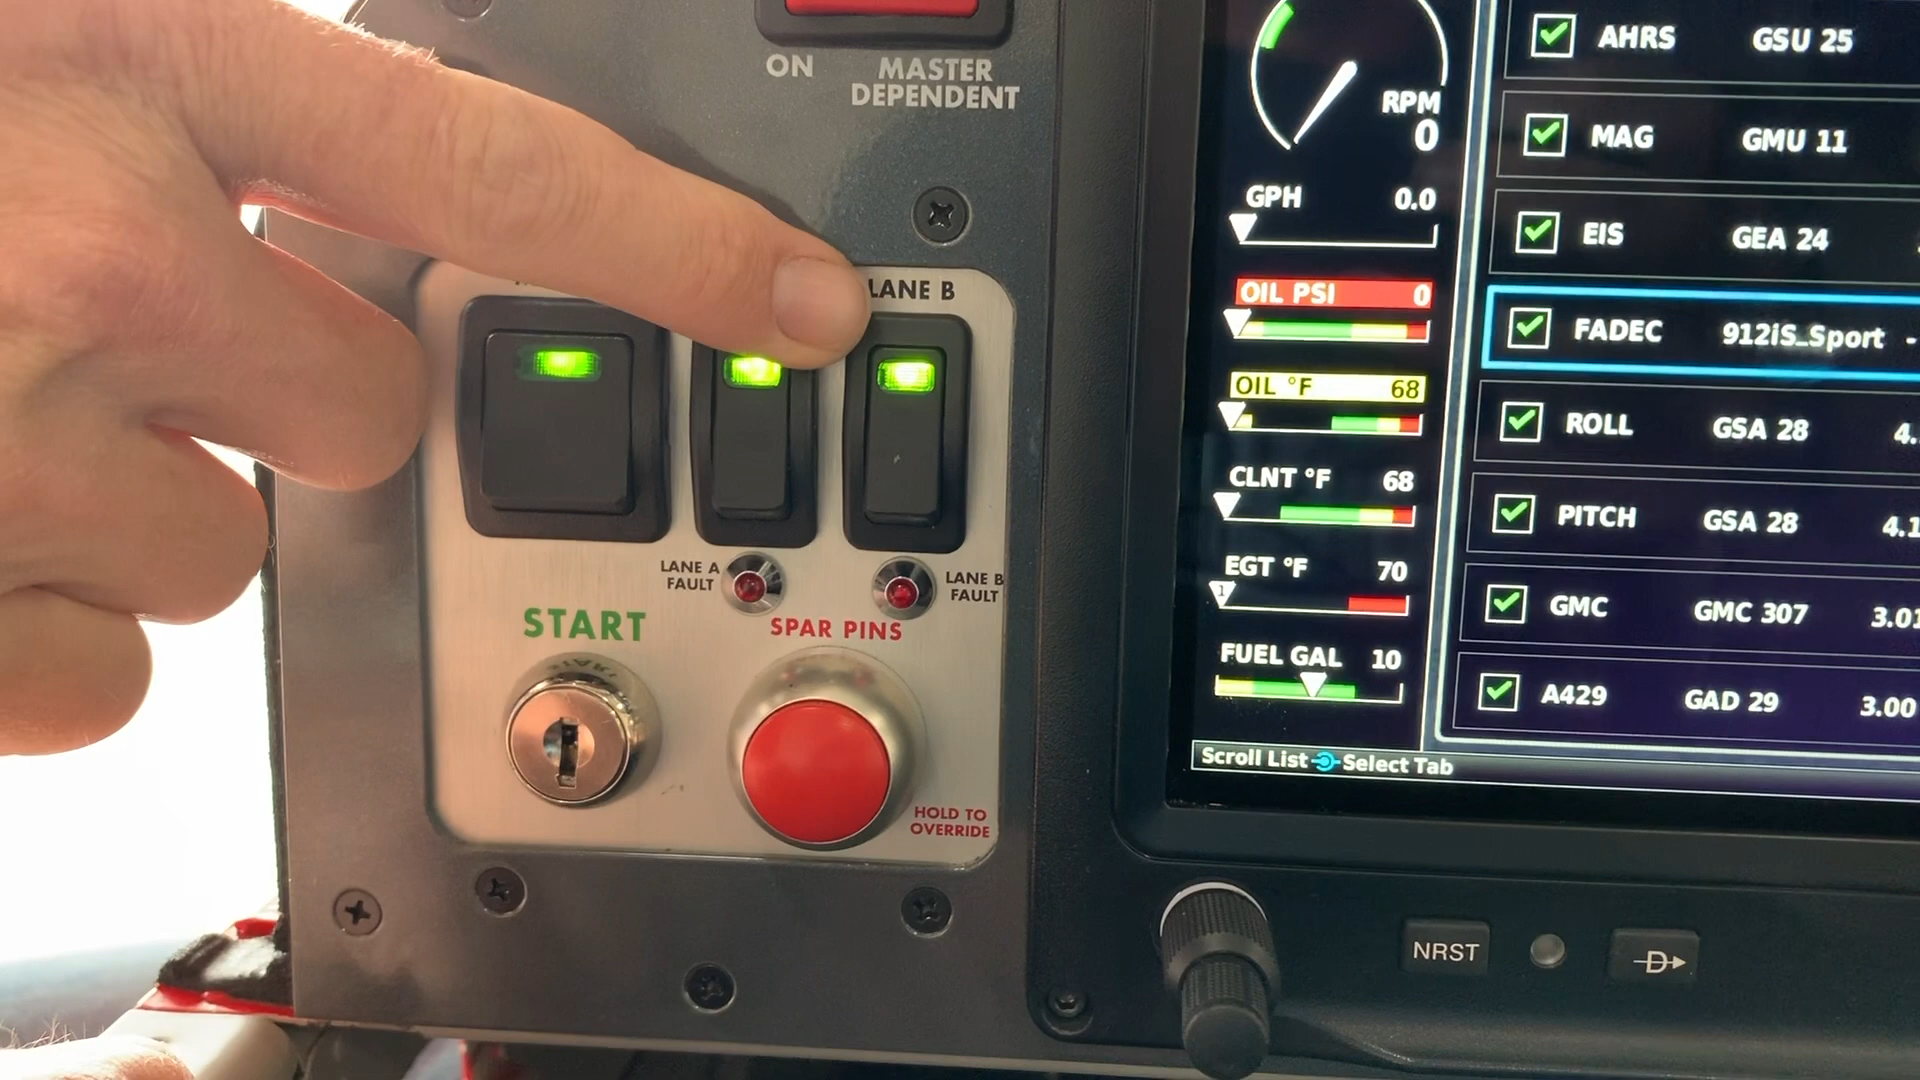 ON
MASTER
DEPENDENT
LANE B
LANE A
FAULT
LANE B
FAULT
START
SPAR PINS
HOLD TO
OVERRIDE
RPM
0
GPH 0.0
OIL PSI 0
OIL °F 68
CLNT °F 68
EGT °F 70
1
FUEL GAL 10
AHRS GSU 25
MAG GMU 11
EIS GEA 24
FADEC 912iS_Sport -
ROLL GSA 28 4.
PITCH GSA 28 4.1
GMC GMC 307 3.01
A429 GAD 29 3.00
Scroll List Select Tab
NRST
D